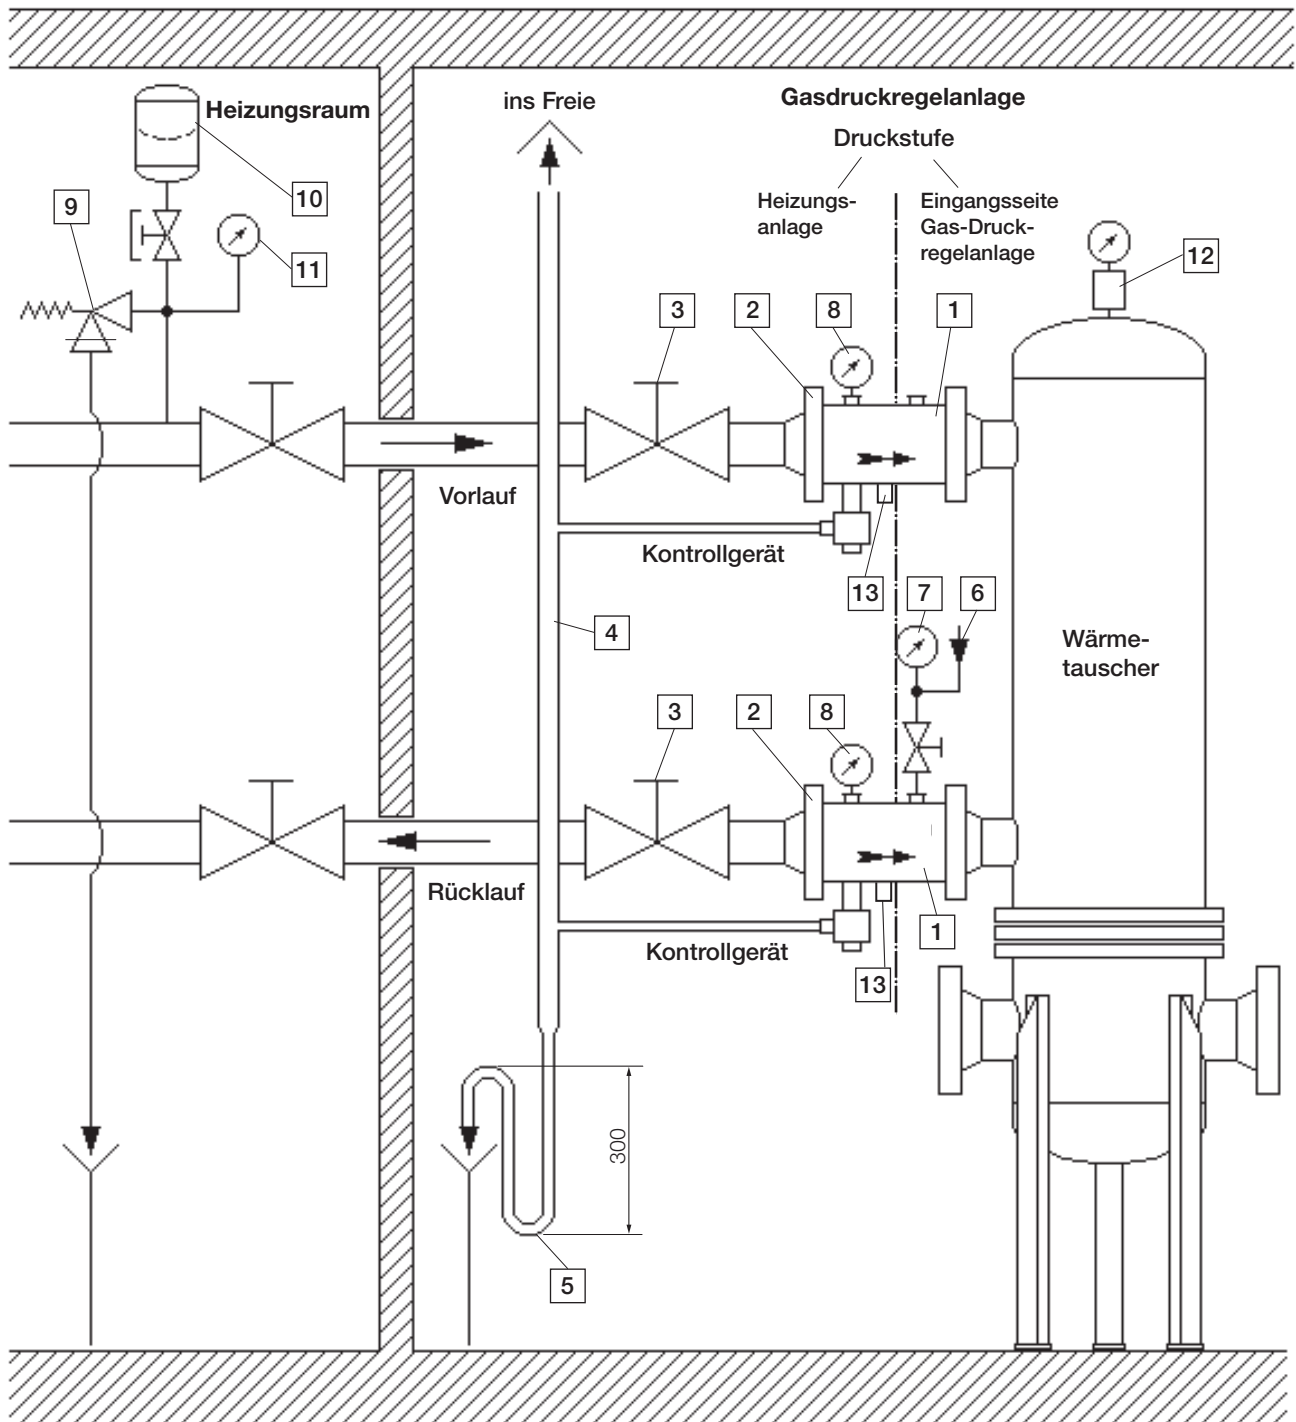 Heizungsraum
ins Freie
Gasdruckregelanlage
Druckstufe
Heizungs-
anlage
Eingangsseite
Gas-Druck-
regelanlage
10
9
11
12
3
2
8
1
Vorlauf
Kontrollgerät
13
7
6
4
Wärme-
tauscher
3
2
8
Rücklauf
1
Kontrollgerät
13
300
5